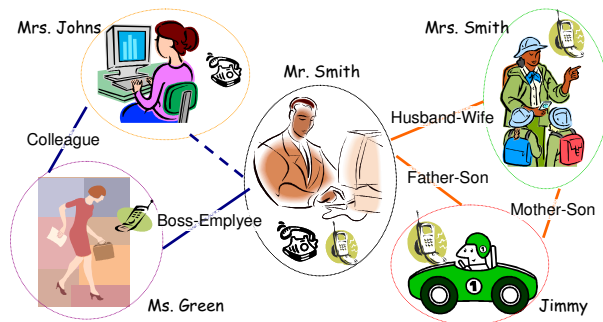 Mrs. Johns
Mrs. Smith
Mr. Smith
Husband-Wife
Colleague
Father-Son
Mother-Son
Boss-Emplyee
1
Ms. Green
Jimmy